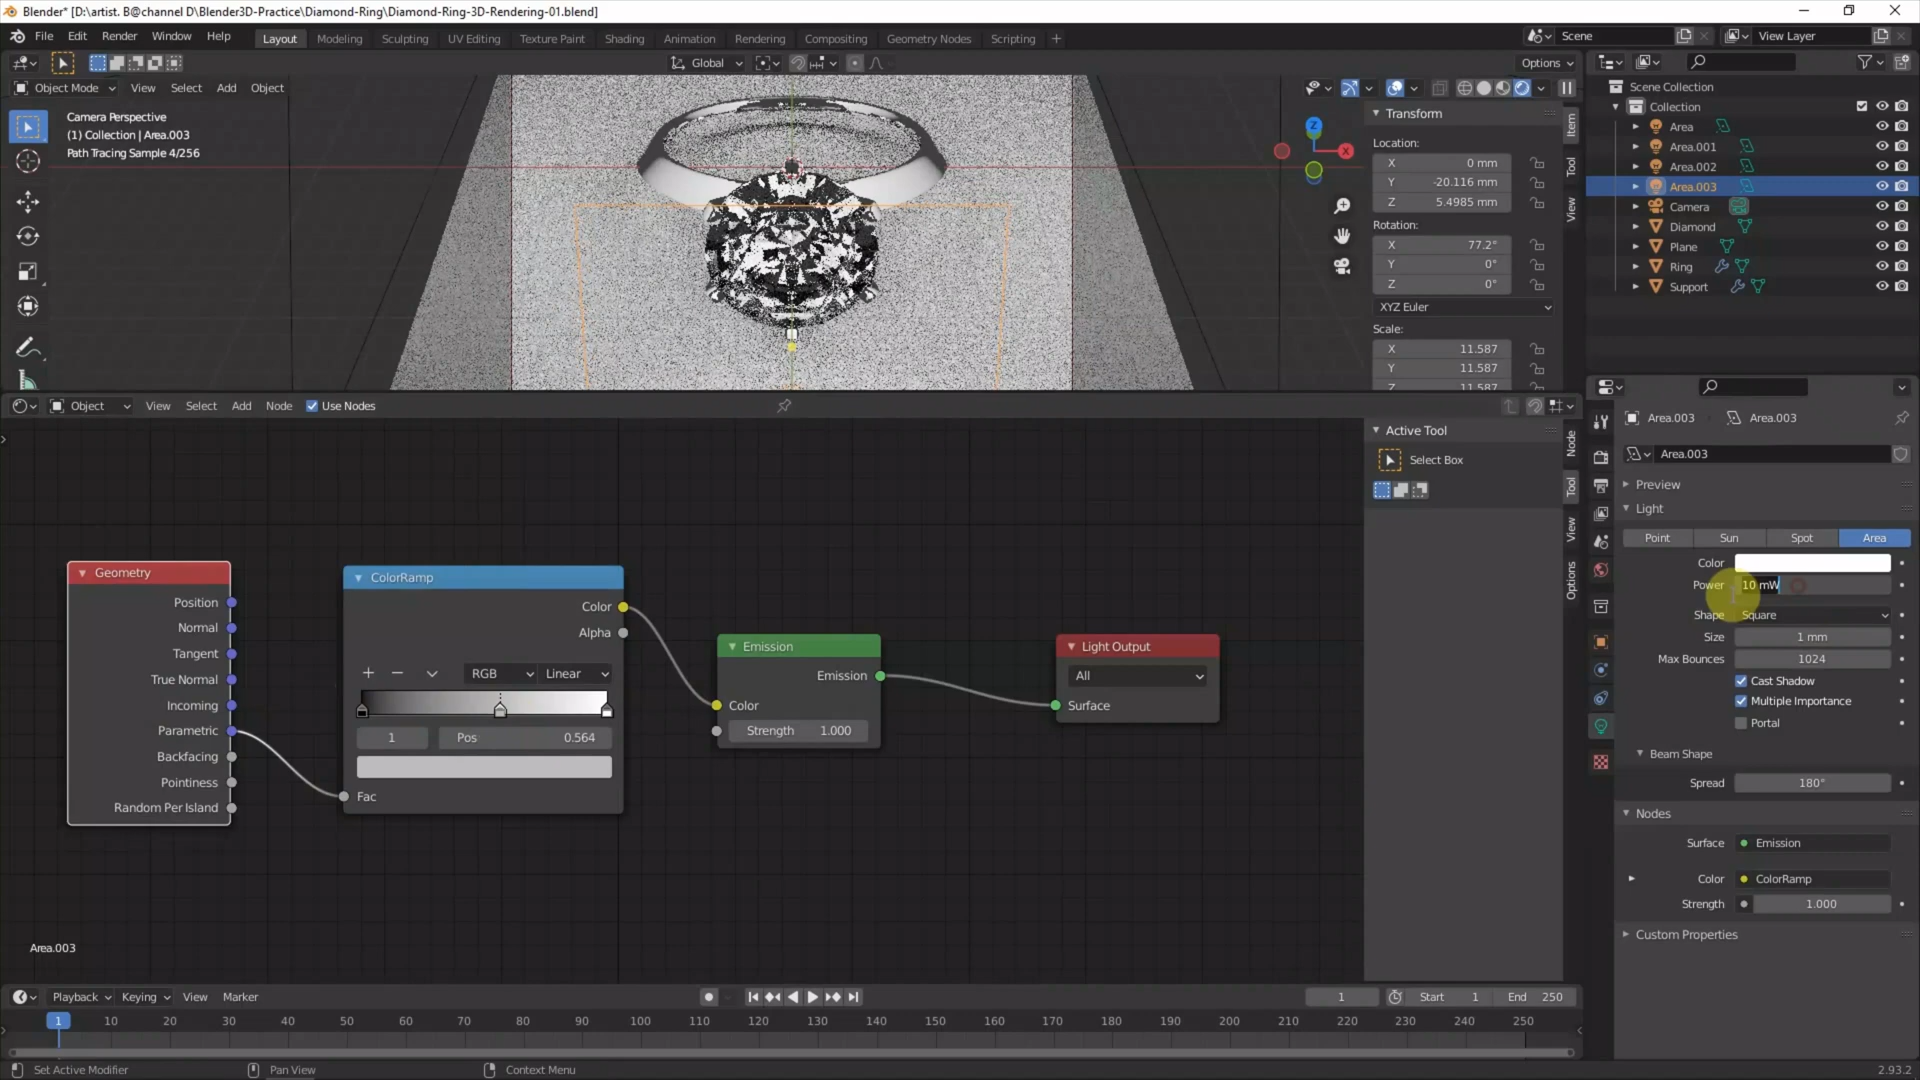 Blender* [D:\artist. B@channel D\Blender3D-Practice\Diamond-Ring\Diamond-Ring-3D-Rendering-01.blend]
File Edit Render Window Help Layout Modeling Sculpting UV Editing Texture Paint Shading Animation Rendering Compositing Geometry Nodes Scripting + Scene View Layer
Global Options
Object Mode View Select Add Object
Camera Perspective
(1) Collection | Area.003
Path Tracing Sample 4/256
Z
X
Transform
Location:
X 0 mm
Y -20.116 mm
Z 5.4985 mm
Rotation:
X 77.2°
Y 0°
Z 0°
XYZ Euler
Scale:
X 11.587
Y 11.587
Z 11.587
Item
Tool
View
Scene Collection
Collection
Area
Area.001
Area.002
Area.003
Camera
Diamond
Plane
Ring
Support
Object View Select Add Node Use Nodes
Geometry
Position
Normal
Tangent
True Normal
Incoming
Parametric
Backfacing
Pointiness
Random Per Island
ColorRamp
Color
Alpha
RGB Linear
1 Pos 0.564
Fac
Emission
Emission
Color
Strength 1.000
Light Output
All
Surface
Area.003
Active Tool
Select Box
Node
Tool
View
Options
Area.003 Area.003
Area.003
Preview
Light
Point Sun Spot Area
Color
Power 10 mW
Shape Square
Size 1 mm
Max Bounces 1024
Cast Shadow
Multiple Importance
Portal
Beam Shape
Spread 180°
Nodes
Surface Emission
Color ColorRamp
Strength 1.000
Custom Properties
Playback Keying View Marker 1 Start 1 End 250
1 10 20 30 40 50 60 70 80 90 100 110 120 130 140 150 160 170 180 190 200 210 220 230 240 250
Set Active Modifier Pan View Context Menu 2.93.2